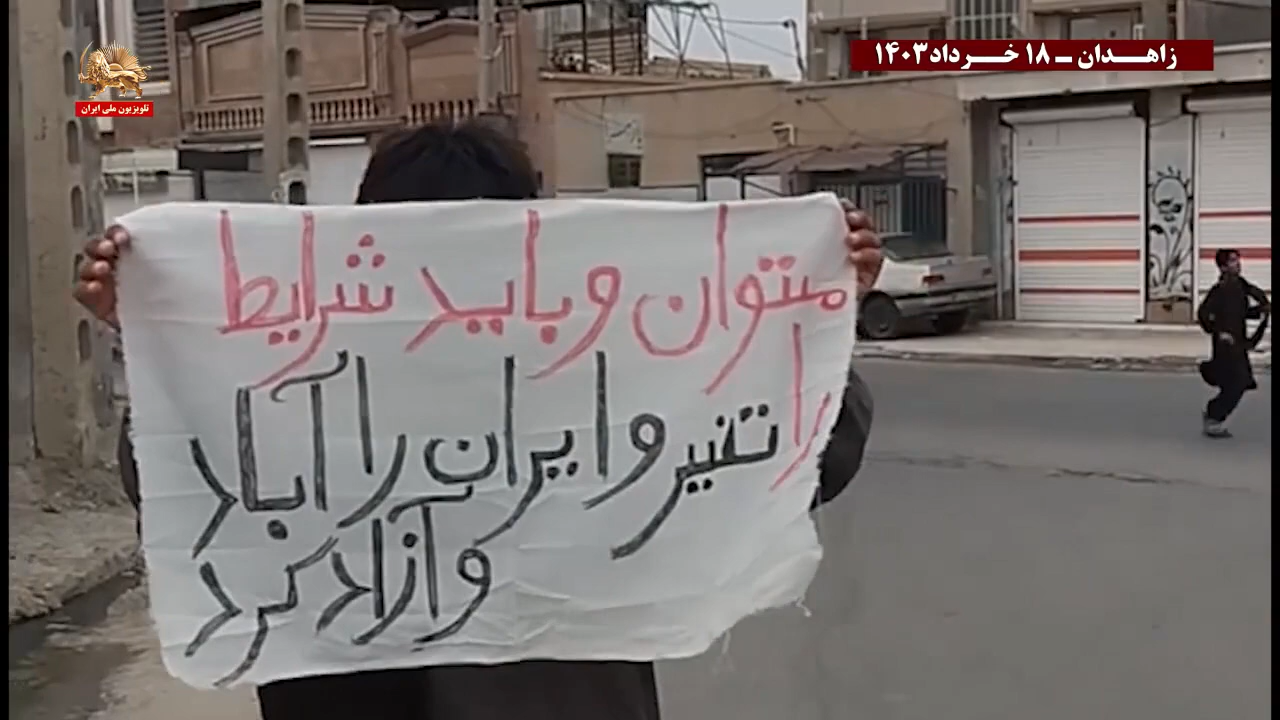 زاهدان ـ ۱۸ خرداد ۱۴۰۳
تلویزیون ملی ایران
میتوان و باید شرایط
را تغییر و ایران را آباد
و آزاد کرد